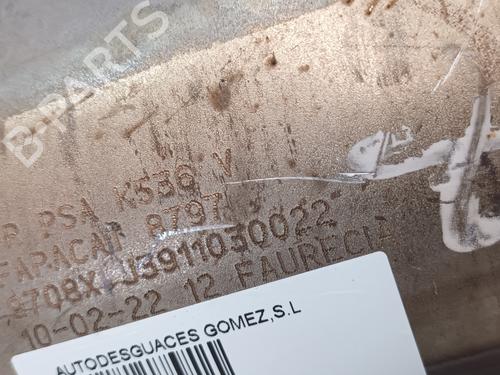 B-PARTS
R PSA K536 V
FAPACAT 8797
9708X J3911030022
10-02-22 12 FAURECIA
AUTODESGUACES GOMEZ,S.L